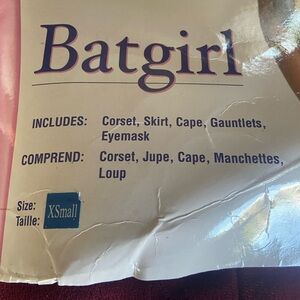 Batgirl
INCLUDES: Corset, Skirt, Cape, Gauntlets,
Eyemask
COMPREND: Corset, Jupe, Cape, Manchettes,
Loup
Size:
Taille: XSmall